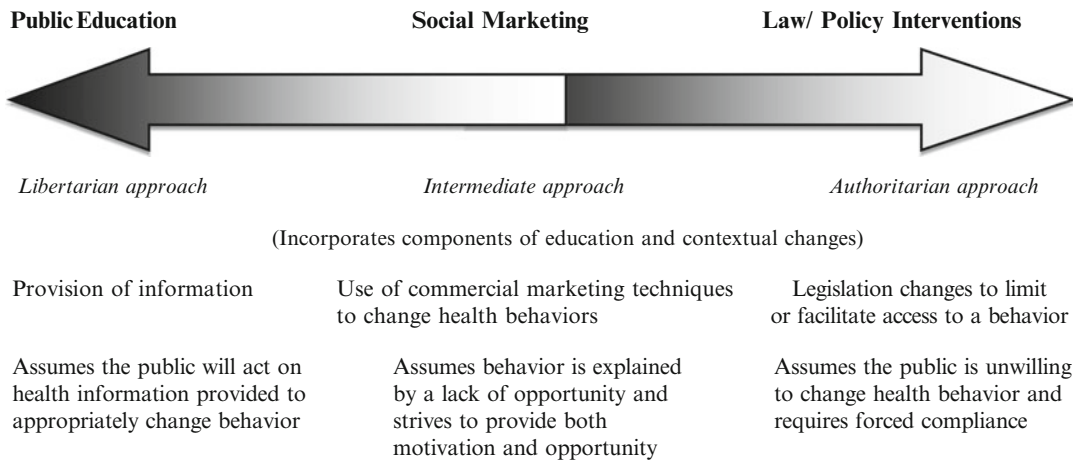 Public Education Social Marketing Law/ Policy Interventions
Libertarian approach Intermediate approach Authoritarian approach
(Incorporates components of education and contextual changes)
Provision of information
Use of commercial marketing techniques
to change health behaviors
Legislation changes to limit
or facilitate access to a behavior
Assumes the public will act on
health information provided to
appropriately change behavior
Assumes behavior is explained
by a lack of opportunity and
strives to provide both
motivation and opportunity
Assumes the public is unwilling
to change health behavior and
requires forced compliance